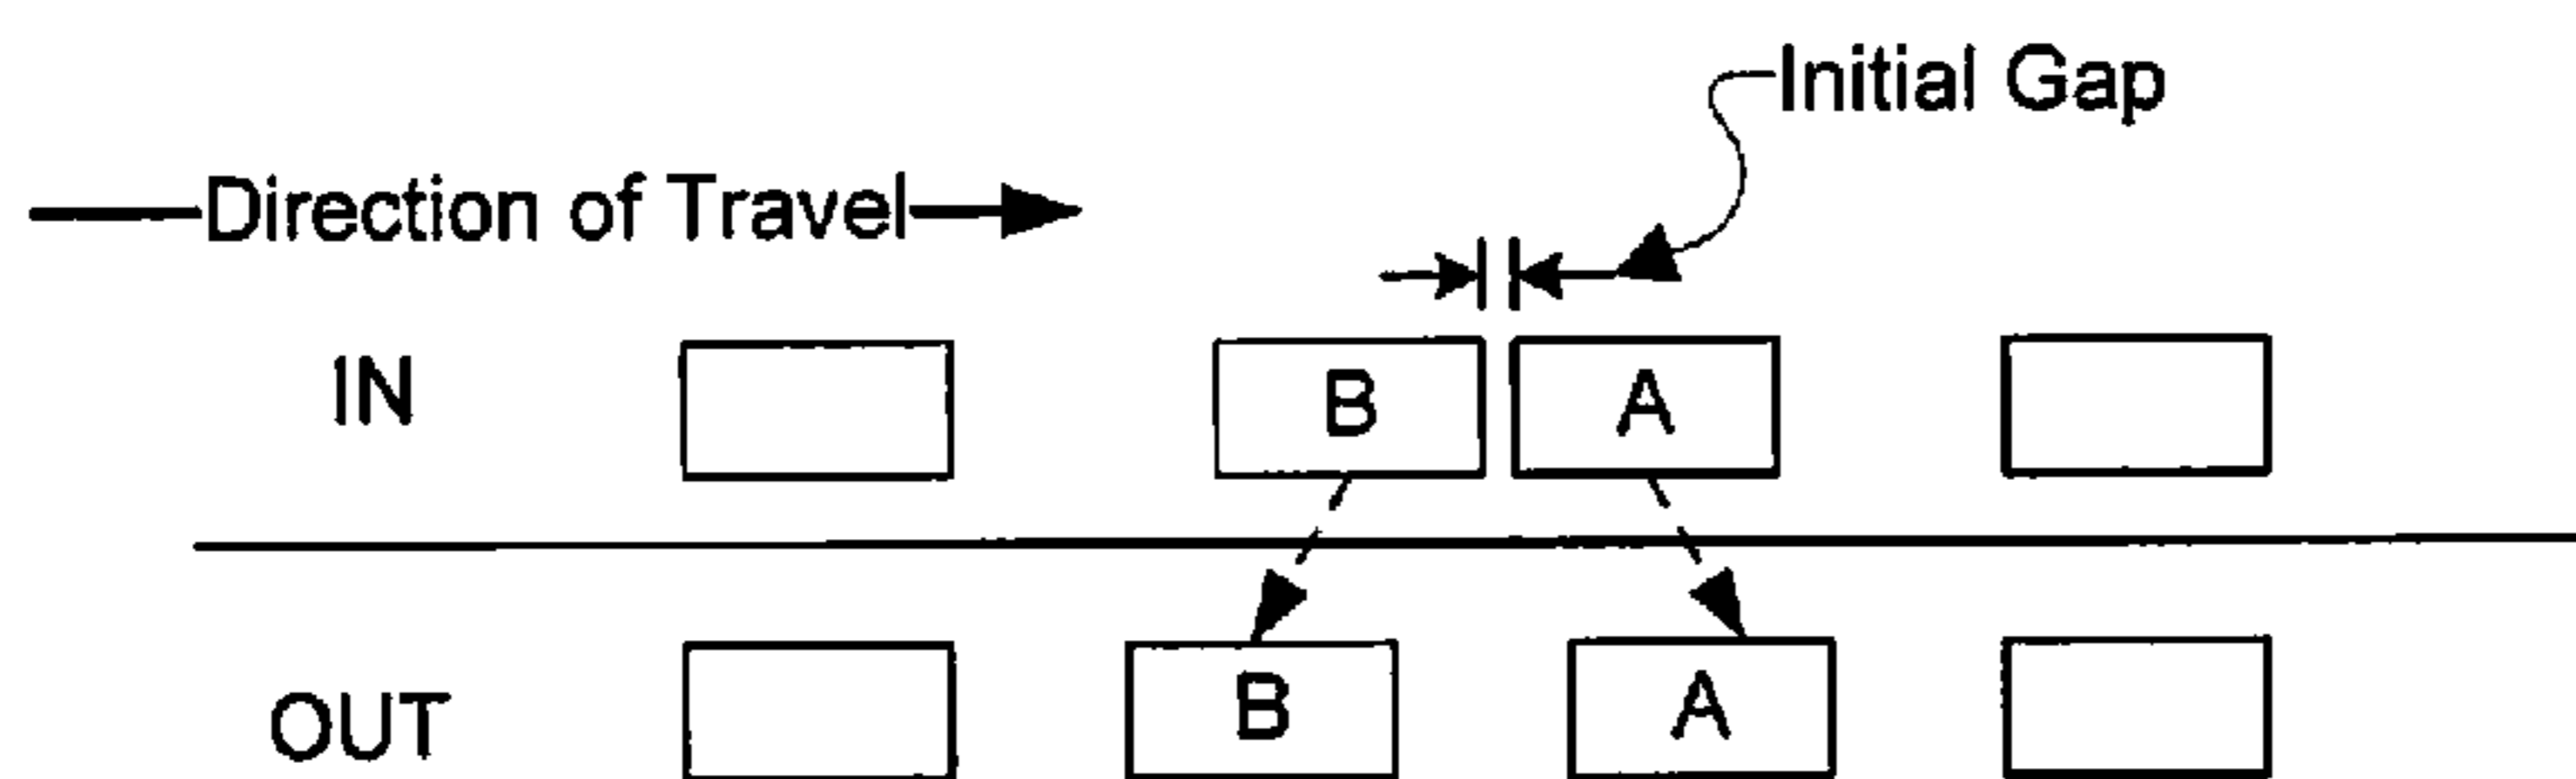 Initial Gap
Direction of Travel
IN
B
A
OUT
B
A